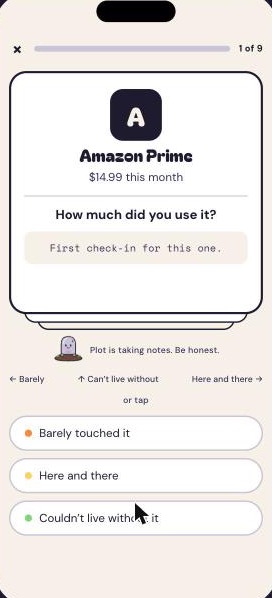 × 1 of 9
A
Amazon Prime
$14.99 this month
How much did you use it?
First check-in for this one.
Plot is taking notes. Be honest.
← Barely ↑ Can't live without Here and there →
or tap
Barely touched it
Here and there
Couldn't live without it